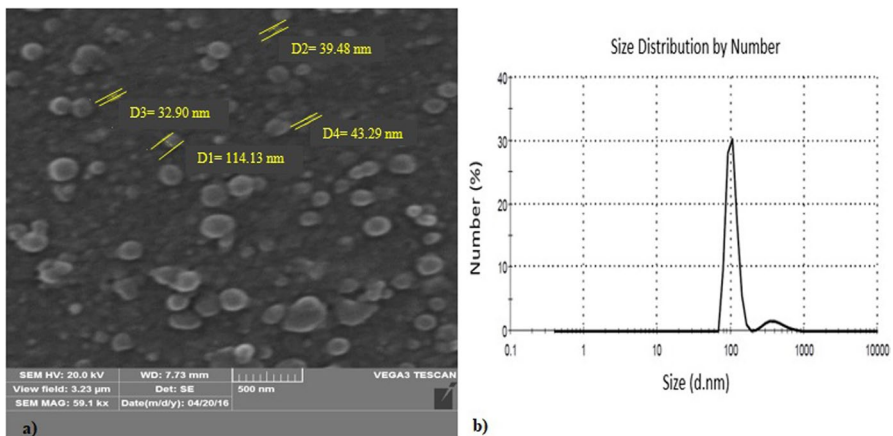 D2= 39.48 nm
D3= 32.90 nm
D4= 43.29 nm
D1= 114.13 nm
SEM HV: 20.0 kV WD: 7.73 mm VEGA3 TESCAN
View field: 3.23 µm Det: SE 500 nm
SEM MAG: 59.1 kx Date(m/d/y): 04/20/16
a)
Size Distribution by Number
Number (%)
40
30
20
10
0
0.1 1 10 100 1000 10000
Size (d.nm)
b)